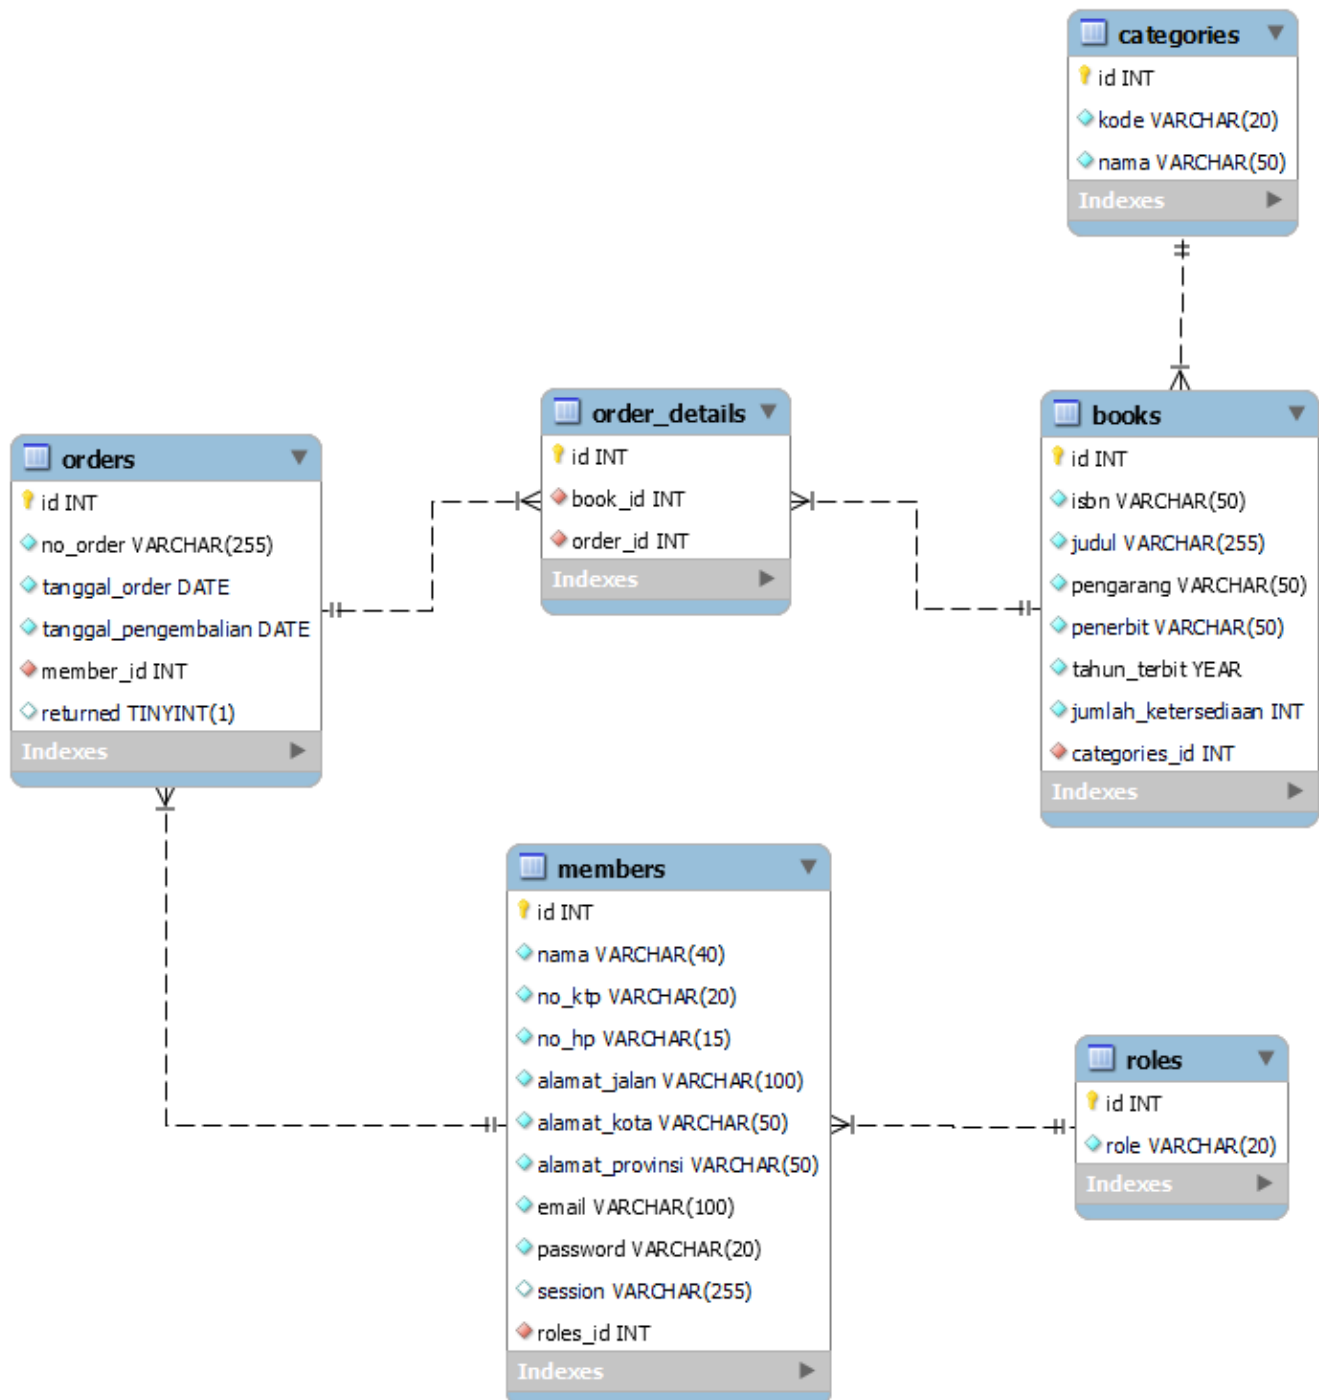 categories
id INT
kode VARCHAR(20)
nama VARCHAR(50)
Indexes
order_details
id INT
book_id INT
order_id INT
Indexes
books
id INT
isbn VARCHAR(50)
judul VARCHAR(255)
pengarang VARCHAR(50)
penerbit VARCHAR(50)
tahun_terbit YEAR
jumlah_ketersediaan INT
categories_id INT
Indexes
orders
id INT
no_order VARCHAR(255)
tanggal_order DATE
tanggal_pengembalian DATE
member_id INT
returned TINYINT(1)
Indexes
members
id INT
nama VARCHAR(40)
no_ktp VARCHAR(20)
no_hp VARCHAR(15)
alamat_jalan VARCHAR(100)
alamat_kota VARCHAR(50)
alamat_provinsi VARCHAR(50)
email VARCHAR(100)
password VARCHAR(20)
session VARCHAR(255)
roles_id INT
Indexes
roles
id INT
role VARCHAR(20)
Indexes